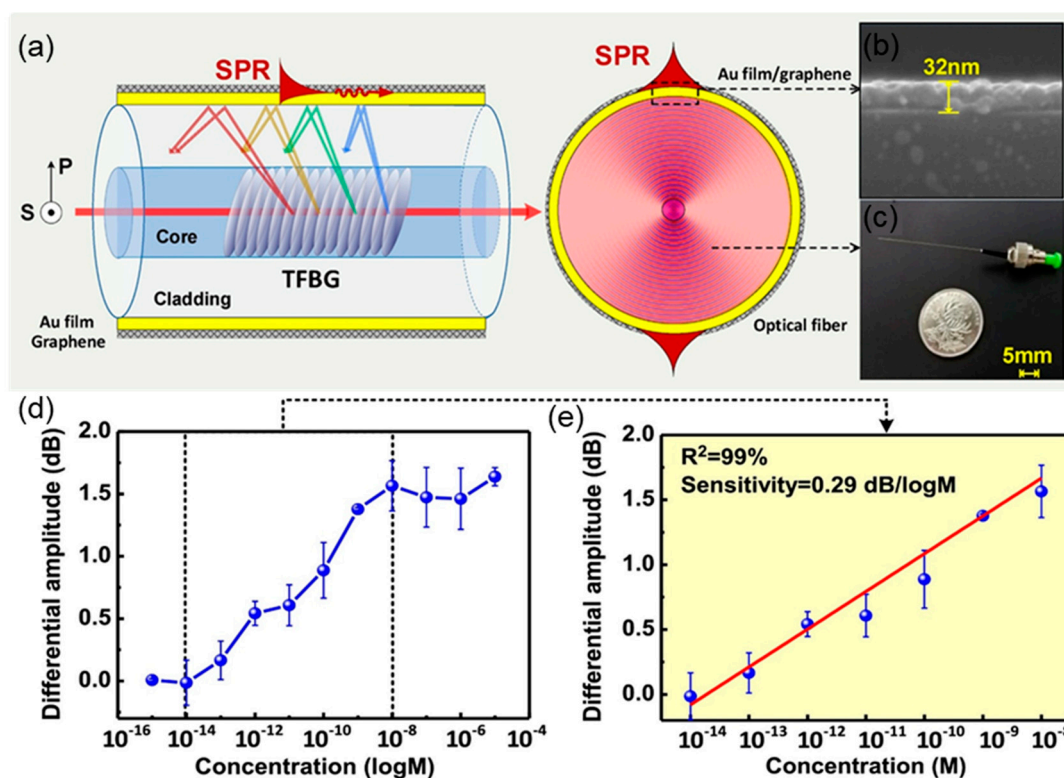 (a)
SPR
P
S
Core
TFBG
Cladding
Au film
Graphene
SPR
Au film/graphene
Optical fiber
(b)
32nm
(c)
5mm
(d)
2.0
1.5
1.0
0.5
0.0
Differential amplitude (dB)
10-16 10-14 10-12 10-10 10-8 10-6 10-4
Concentration (logM)
(e)
R2=99%
Sensitivity=0.29 dB/logM
2.0
1.5
1.0
0.5
0.0
Differential amplitude (dB)
10-14 10-13 10-12 10-11 10-10 10-9 10-8
Concentration (M)